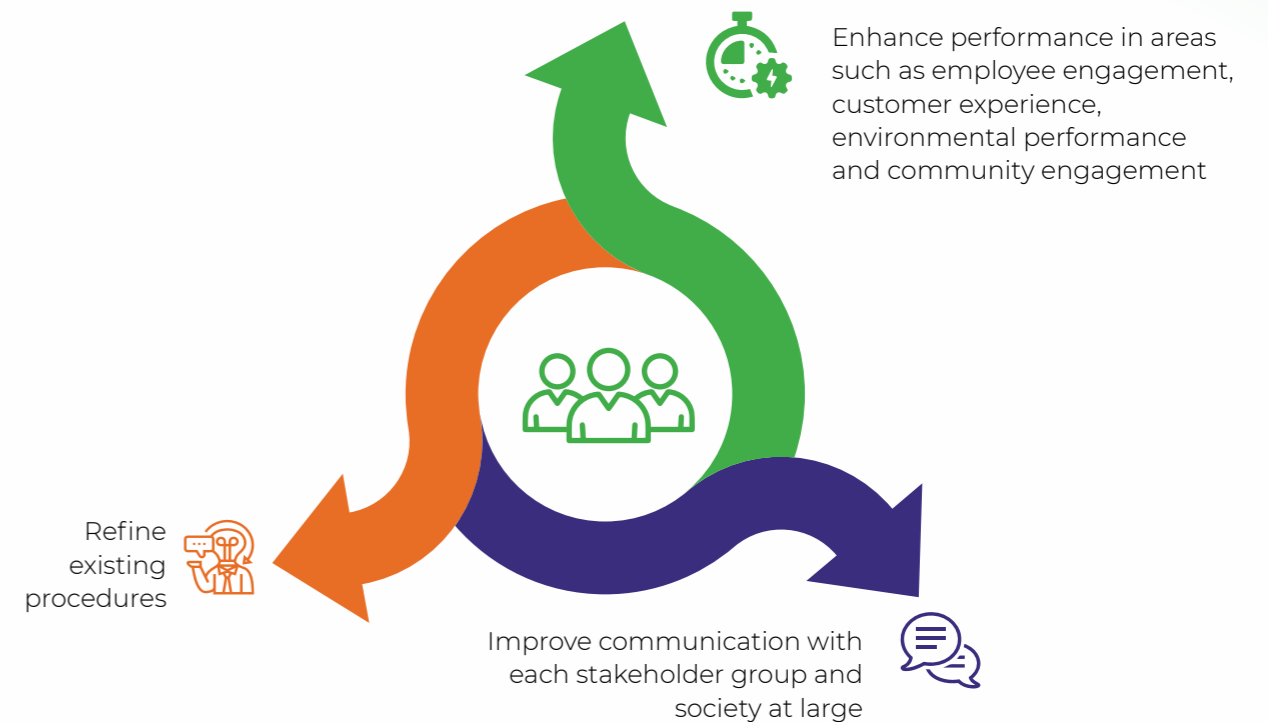 Enhance performance in areas
such as employee engagement,
customer experience,
environmental performance
and community engagement
Refine
existing
procedures
Improve communication with
each stakeholder group and
society at large